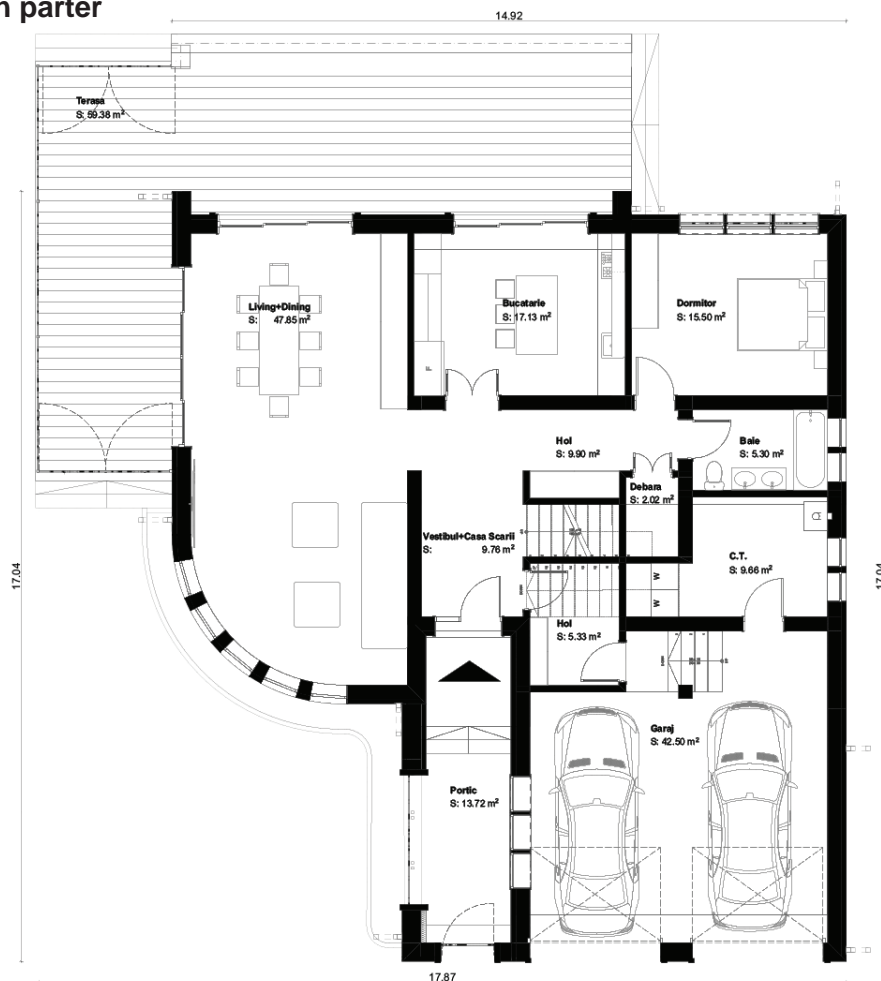 n parter
14.92
Terasa
S: 59.38 m²
Living+Dining
S: 47.85 m²
Bucatarie
S: 17.13 m²
Dormitor
S: 15.50 m²
F
Hol
S: 9.90 m²
Baie
S: 5.30 m²
Debara
S: 2.02 m²
Vestibul+Casa Scarii
S: 9.76 m²
C.T.
S: 9.66 m²
W
W
17.04
17.04
Hol
S: 5.33 m²
Garaj
S: 42.50 m²
Portic
S: 13.72 m²
17.87